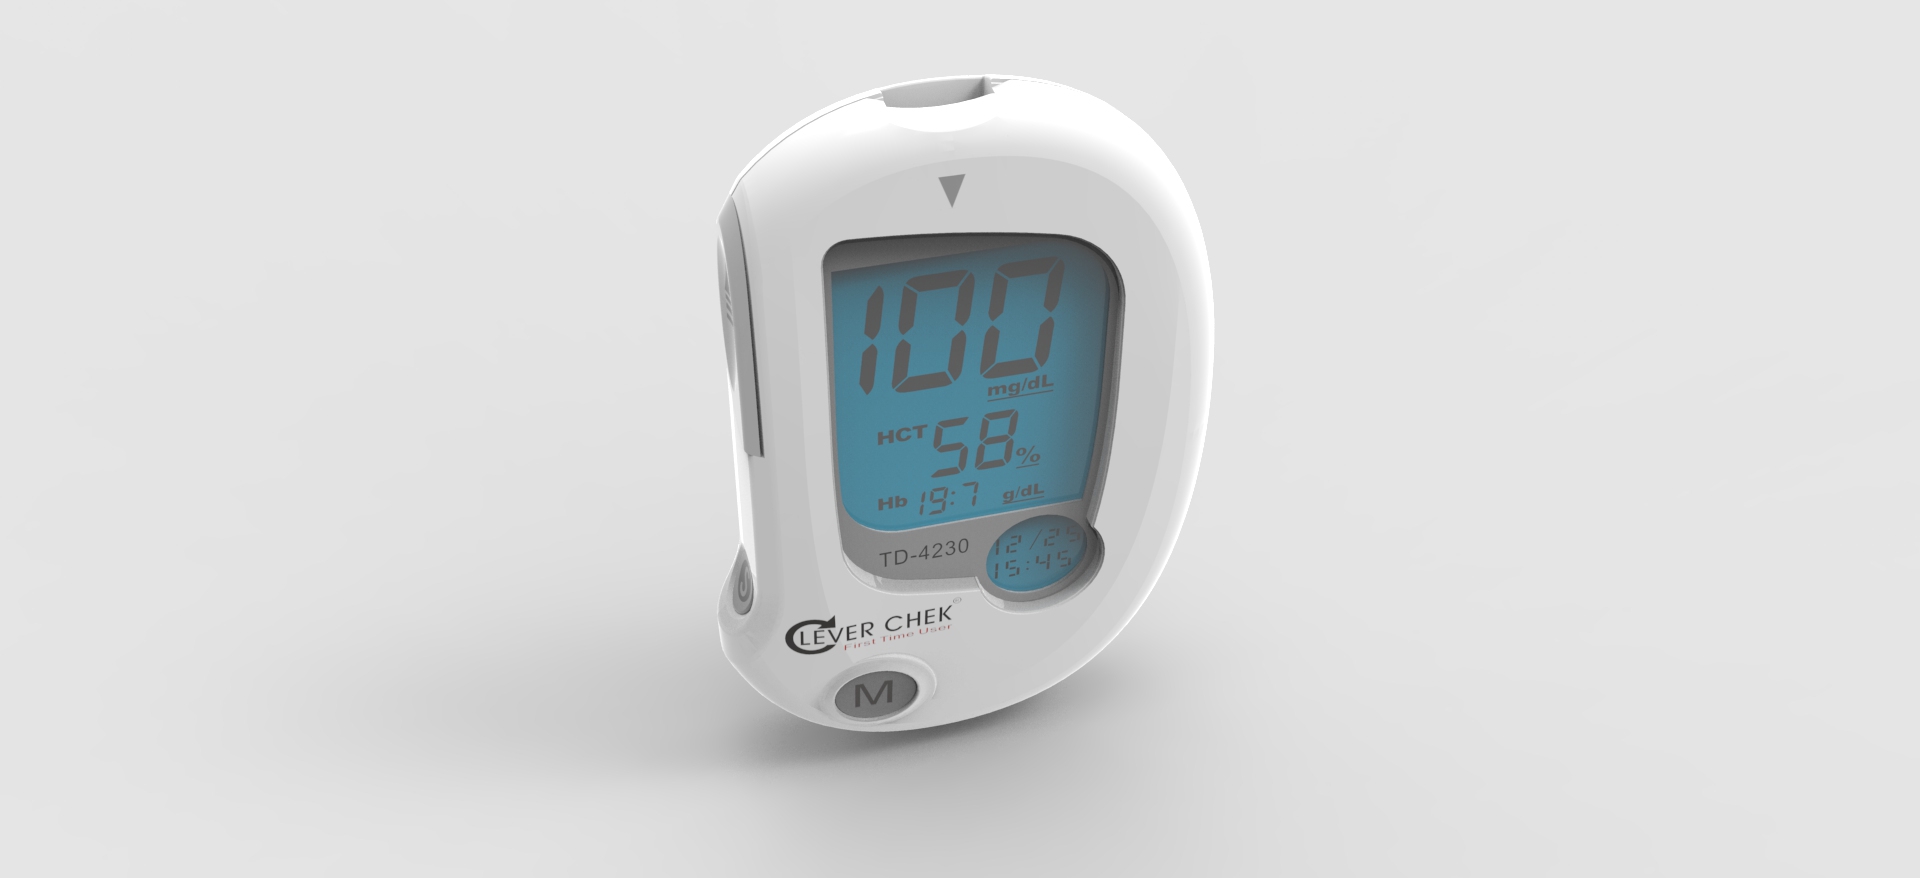 100
mg/dL
HCT 58 %
Hb 19:7 g/dL
TD-4230
12/25
15:45
CLEVER CHEK®
First Time User
M